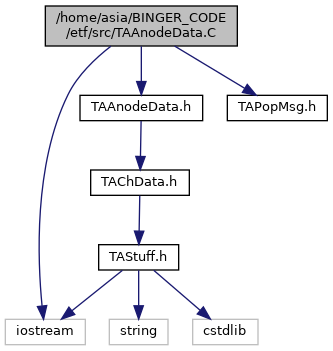 /home/asia/BINGER_CODE
/etf/src/TAAnodeData.C
TAAnodeData.h
TAPopMsg.h
TAChData.h
TAStuff.h
iostream
string
cstdlib